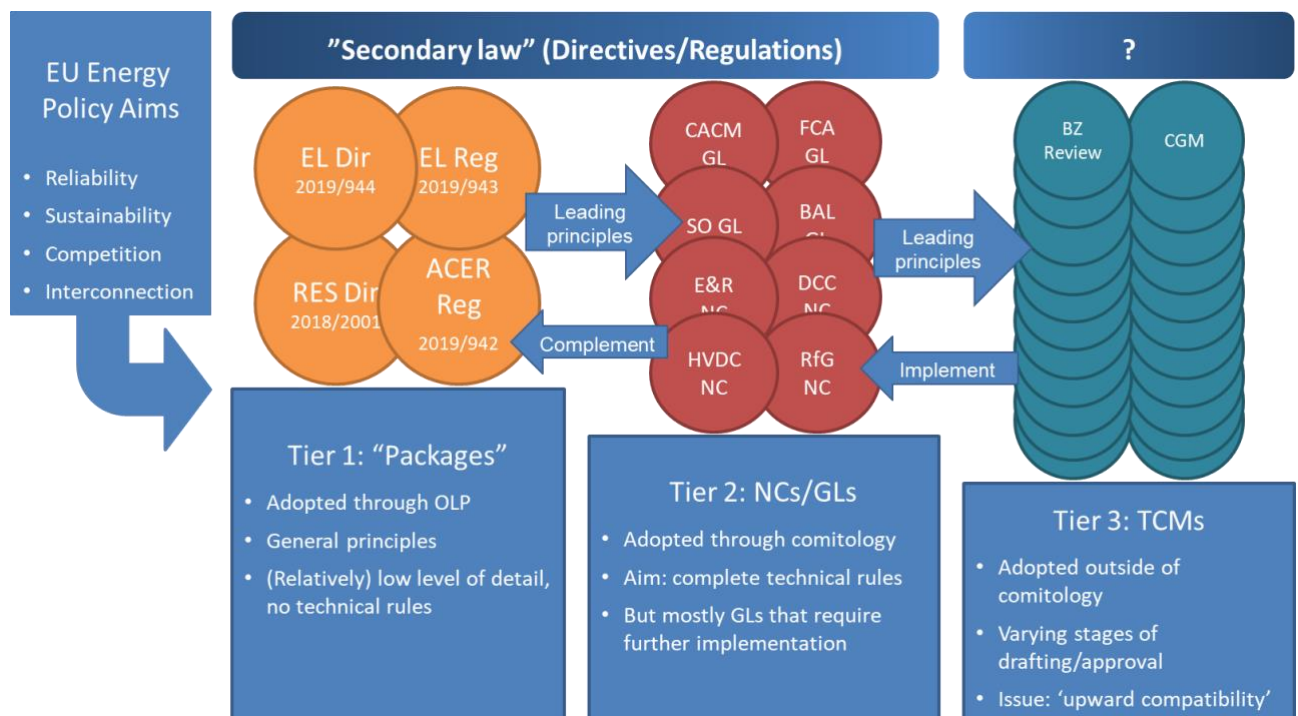 EU Energy
Policy Aims
• Reliability
• Sustainability
• Competition
• Interconnection
”Secondary law” (Directives/Regulations)
?
EL Dir
2019/944
EL Reg
2019/943
RES Dir
2018/2001
ACER
Reg
2019/942
Leading
principles
Complement
CACM
GL
FCA
GL
SO GL
BAL
GL
E&R
NC
DCC
NC
HVDC
NC
RfG
NC
Leading
principles
Implement
BZ
Review
CGM
Tier 1: “Packages”
• Adopted through OLP
• General principles
• (Relatively) low level of detail,
no technical rules
Tier 2: NCs/GLs
• Adopted through comitology
• Aim: complete technical rules
• But mostly GLs that require
further implementation
Tier 3: TCMs
• Adopted outside of
comitology
• Varying stages of
drafting/approval
• Issue: ‘upward compatibility’